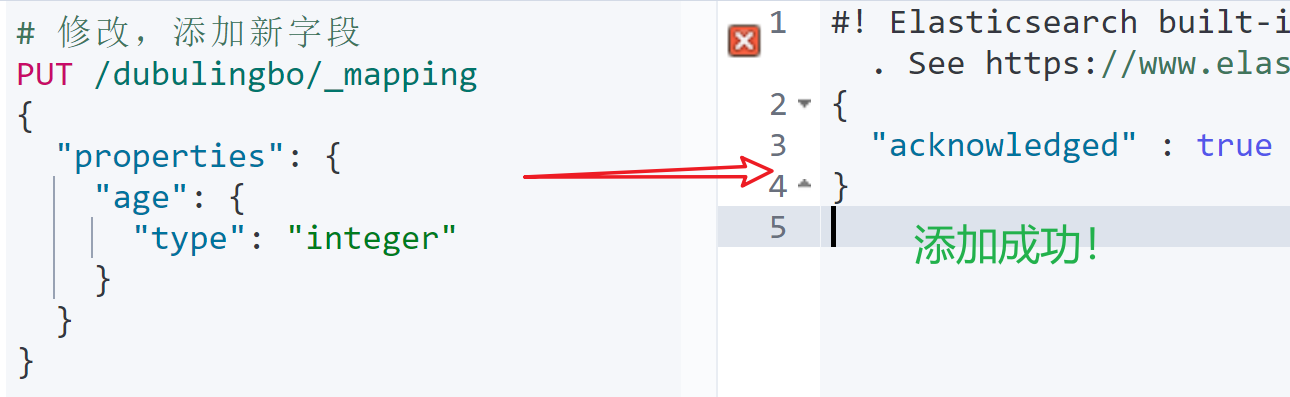 # 修改，添加新字段
PUT /dubulingbo/_mapping
{
  "properties": {
    "age": {
      "type": "integer"
    }
  }
}
1 #! Elasticsearch built-i
. See https://www.elas
2 {
3 "acknowledged" : true
4 }
5
添加成功！